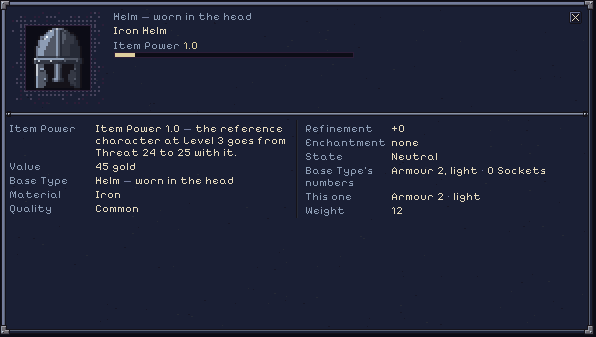 Helm — worn in the head
Iron Helm
Item Power 1.0
Item Power Item Power 1.0 — the reference
character at Level 3 goes from
Threat 24 to 25 with it.
Value 45 gold
Base Type Helm — worn in the head
Material Iron
Quality Common
Refinement +0
Enchantment none
State Neutral
Base Type's Armour 2, light · 0 Sockets
numbers
This one Armour 2 · light
Weight 12